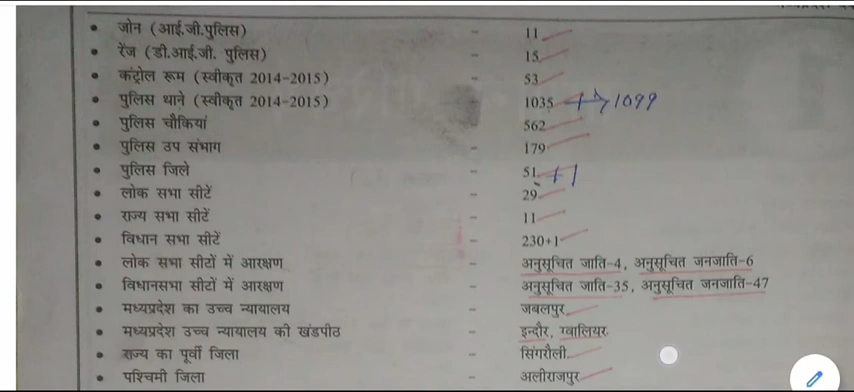 • जोन (आई.जी.पुलिस) - 11
• रेंज (डी.आई.जी. पुलिस) - 15
• कंट्रोल रूम (स्वीकृत 2014-2015) - 53
• पुलिस थाने (स्वीकृत 2014-2015) - 1035 → 1099
• पुलिस चौकियां - 562
• पुलिस उप संभाग - 179
• पुलिस जिले - 51 +1
• लोक सभा सीटें - 29
• राज्य सभा सीटें - 11
• विधान सभा सीटें - 230+1
• लोक सभा सीटों में आरक्षण - अनुसूचित जाति-4, अनुसूचित जनजाति-6
• विधानसभा सीटों में आरक्षण - अनुसूचित जाति-35, अनुसूचित जनजाति-47
• मध्यप्रदेश का उच्च न्यायालय - जबलपुर
• मध्यप्रदेश उच्च न्यायालय की खंडपीठ - इन्दौर, ग्वालियर
• राज्य का पूर्वी जिला - सिंगरौली
• पश्चिमी जिला - अलीराजपुर